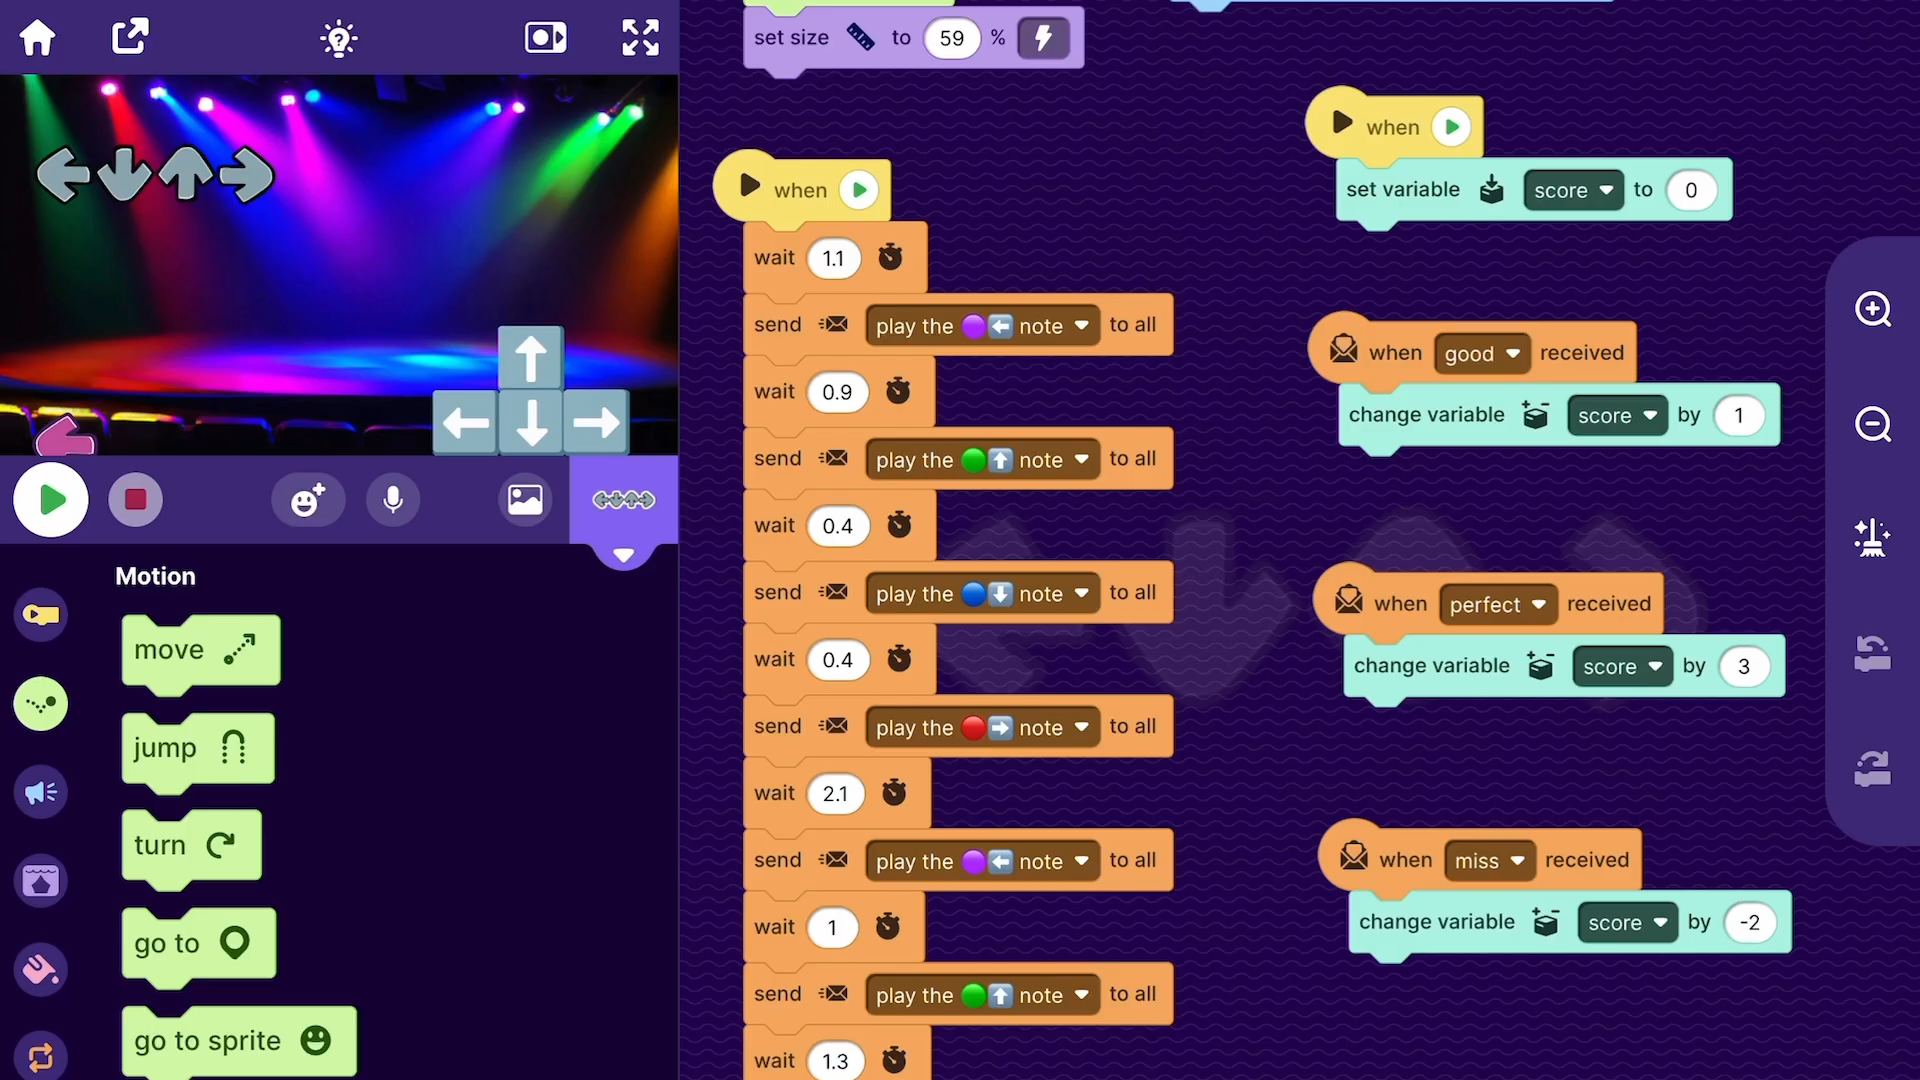 set size to 59 %
when
wait 1.1
send play the 🟣⬅️ note to all
wait 0.9
send play the 🟢⬆️ note to all
wait 0.4
send play the 🔵⬇️ note to all
wait 0.4
send play the 🔴➡️ note to all
wait 2.1
send play the 🟣⬅️ note to all
wait 1
send play the 🟢⬆️ note to all
wait 1.3
when
set variable score to 0
when good received
change variable score by 1
when perfect received
change variable score by 3
when miss received
change variable score by -2
Motion
move
jump
turn
go to
go to sprite